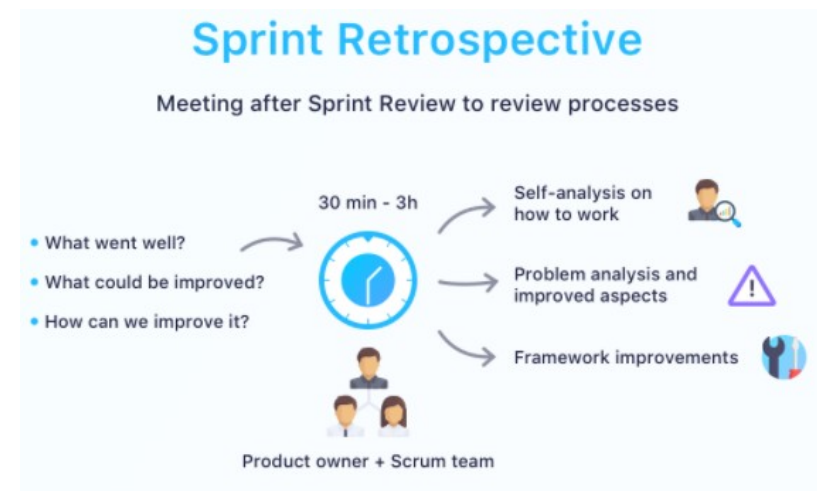 Sprint Retrospective
Meeting after Sprint Review to review processes
• What went well?
• What could be improved?
• How can we improve it?
30 min - 3h
Product owner + Scrum team
Self-analysis on
how to work
Problem analysis and
improved aspects
!
Framework improvements